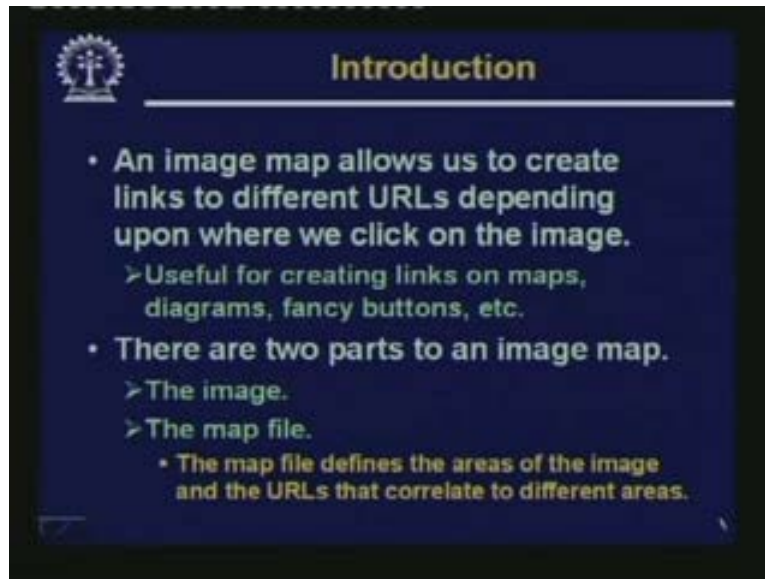 Introduction
• An image map allows us to create
links to different URLs depending
upon where we click on the image.
➢Useful for creating links on maps,
diagrams, fancy buttons, etc.
• There are two parts to an image map.
➢The image.
➢The map file.
• The map file defines the areas of the image
and the URLs that correlate to different areas.